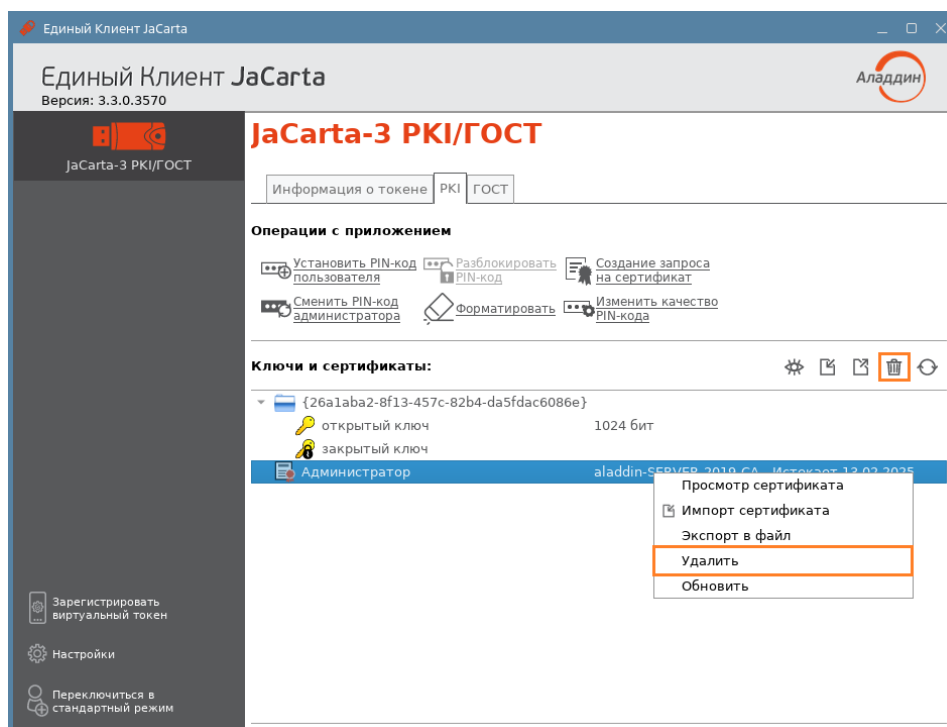 Единый Клиент JaCarta
Единый Клиент JaCarta
Версия: 3.3.0.3570
Аладдин
JaCarta-3 PKI/ГОСТ
JaCarta-3 PKI/ГОСТ
Информация о токене PKI ГОСТ
Операции с приложением
Установить PIN-код
пользователя
Разблокировать
PIN-код
Создание запроса
на сертификат
Сменить PIN-код
администратора
Форматировать
Изменить качество
PIN-кода
Ключи и сертификаты:
{26a1aba2-8f13-457c-82b4-da5fdac6086e}
открытый ключ 1024 бит
закрытый ключ
Администратор aladdin-SERVER-2019-CA Истекает 13.02.2025
Просмотр сертификата
Импорт сертификата
Экспорт в файл
Удалить
Обновить
Зарегистрировать
виртуальный токен
Настройки
Переключиться в
стандартный режим